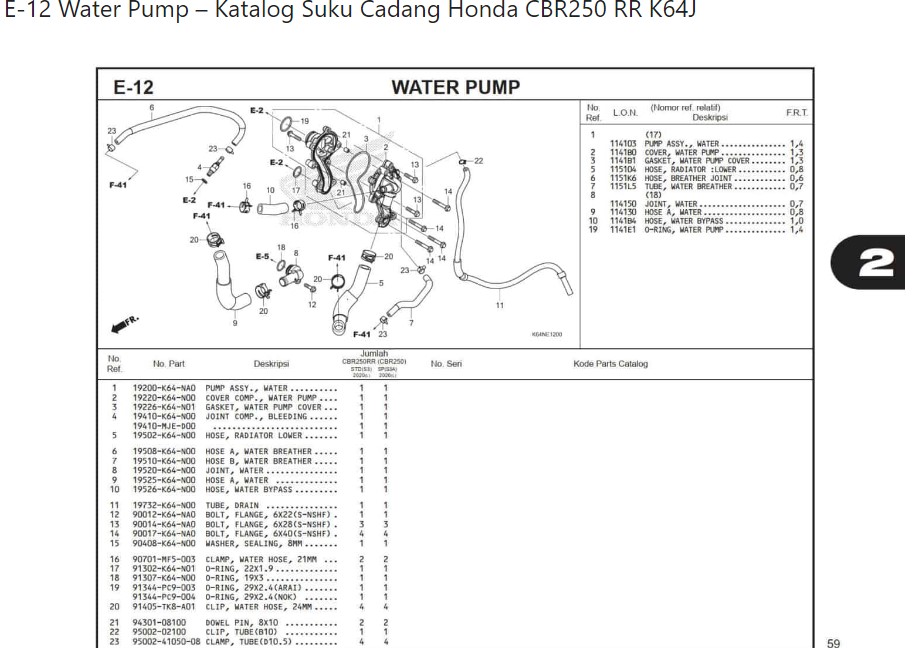 E-12 Water Pump – Katalog Suku Cadang Honda CBR250 RR K64J
E-12
WATER PUMP
6
23
F-41
23
4
15
E-2
F-41
16
10
F-41
20
9
E-2
19
13
E-2
17
16
21
21
3
1
2
13
13
14
14
14
14
22
11
18
E-5
8
20
12
F-41
20
20
5
23
7
F-41
23
FR.
HONDA
K64NE1200
No. Ref.
L.O.N.
(Nomor ref. relatif)
Deskripsi
F.R.T.
1 (17)
114103 PUMP ASSY., WATER ............... 1,4
2 1141B0 COVER, WATER PUMP .............. 1,3
3 1141B1 GASKET, WATER PUMP COVER ....... 1,3
5 1151D4 HOSE, RADIATOR :LOWER .......... 0,8
6 1151K6 HOSE, BREATHER JOINT ........... 0,6
7 1151L5 TUBE, WATER BREATHER ........... 0,7
8 (18)
114150 JOINT, WATER ................... 0,7
9 114130 HOSE A, WATER .................. 0,8
10 1141B4 HOSE, WATER BYPASS ............. 1,0
19 1141E1 O-RING, WATER PUMP ............. 1,4
2
No. Ref.
No. Part
Deskripsi
Jumlah
CBR250RR (CBR250)
No. Seri
Kode Parts Catalog
1 19200-K64-NA0 PUMP ASSY., WATER .......... 1 1
2 19220-K64-N00 COVER COMP., WATER PUMP .... 1 1
3 19226-K64-N01 GASKET, WATER PUMP COVER ... 1 1
4 19410-K64-N00 JOINT COMP., BLEEDING ...... 1 1
19410-MJE-D00 .......................... 1 1
5 19502-K64-N00 HOSE, RADIATOR LOWER ....... 1 1
6 19508-K64-N00 HOSE A, WATER BREATHER ..... 1 1
7 19510-K64-N00 HOSE B, WATER BREATHER ..... 1 1
8 19520-K64-N00 JOINT, WATER ............... 1 1
9 19525-K64-N00 HOSE A, WATER ............. 1 1
10 19526-K64-N00 HOSE, WATER BYPASS ......... 1 1
11 19732-K64-N00 TUBE, DRAIN ............... 1 1
12 90012-K64-NA0 BOLT, FLANGE, 6X22(S-NSHF) . 1 1
13 90014-K64-NA0 BOLT, FLANGE, 6X28(S-NSHF) . 3 3
14 90017-K64-NA0 BOLT, FLANGE, 6X40(S-NSHF) . 4 4
15 90408-K64-N00 WASHER, SEALING, 8MM ....... 1 1
16 90701-MF5-003 CLAMP, WATER HOSE, 21MM ... 2 2
17 91302-K64-N01 O-RING, 22X1.9 ............. 1 1
18 91307-K64-N00 O-RING, 19X3 ............... 1 1
19 91344-PC9-003 O-RING, 29X2.4(ARAI) ....... 1 1
91344-PC9-004 O-RING, 29X2.4(NOK) ....... 1 1
20 91405-TK8-A01 CLIP, WATER HOSE, 24MM ..... 4 4
21 94301-08100 DOWEL PIN, 8X10 ........... 2 2
22 95002-02100 CLIP, TUBE(B10) ........... 1 1
23 95002-41050-08 CLAMP, TUBE(D10.5) ......... 4 4
59